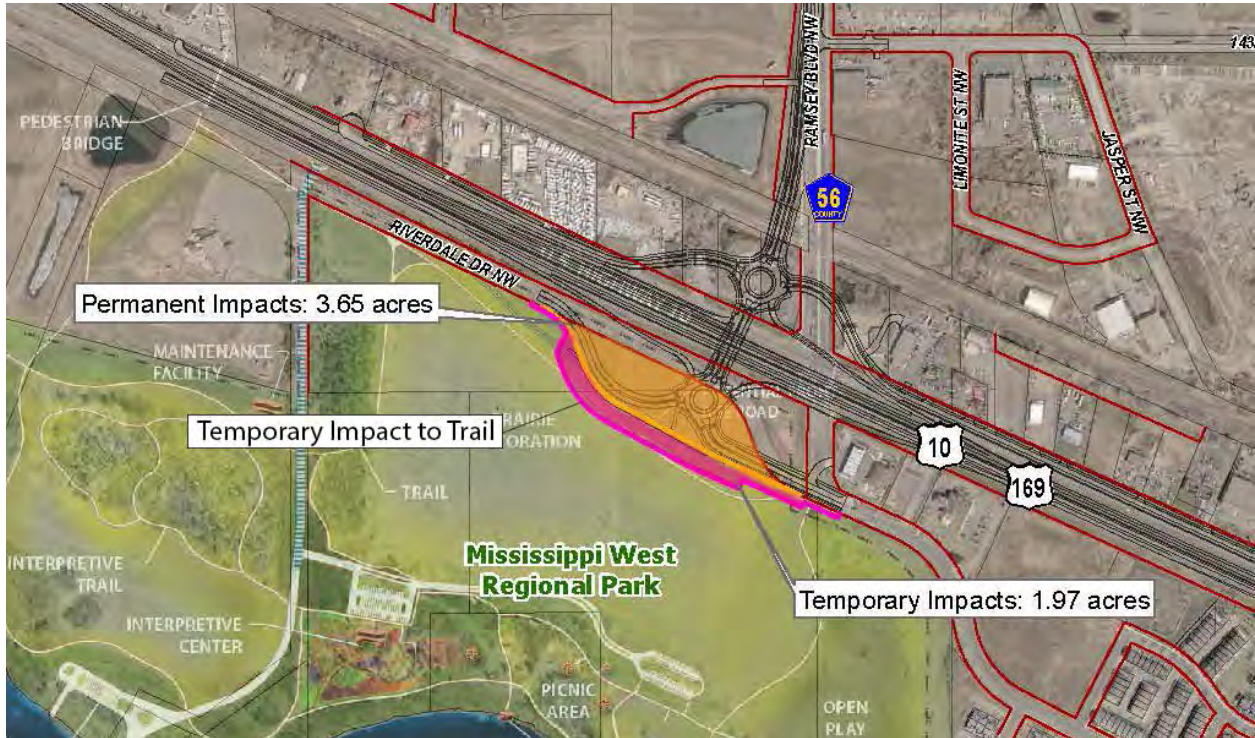 143
RAMSEY BLVD NW
LIMONITE ST NW
JASPER ST NW
PEDESTRIAN
BRIDGE
56
COUNTY
RIVERDALE DR NW
Permanent Impacts: 3.65 acres
MAINTENANCE
FACILITY
Temporary Impact to Trail
10
169
TRAIL
Mississippi West
Regional Park
INTERPRETIVE
TRAIL
Temporary Impacts: 1.97 acres
INTERPRETIVE
CENTER
PICNIC
AREA
OPEN
PLAY